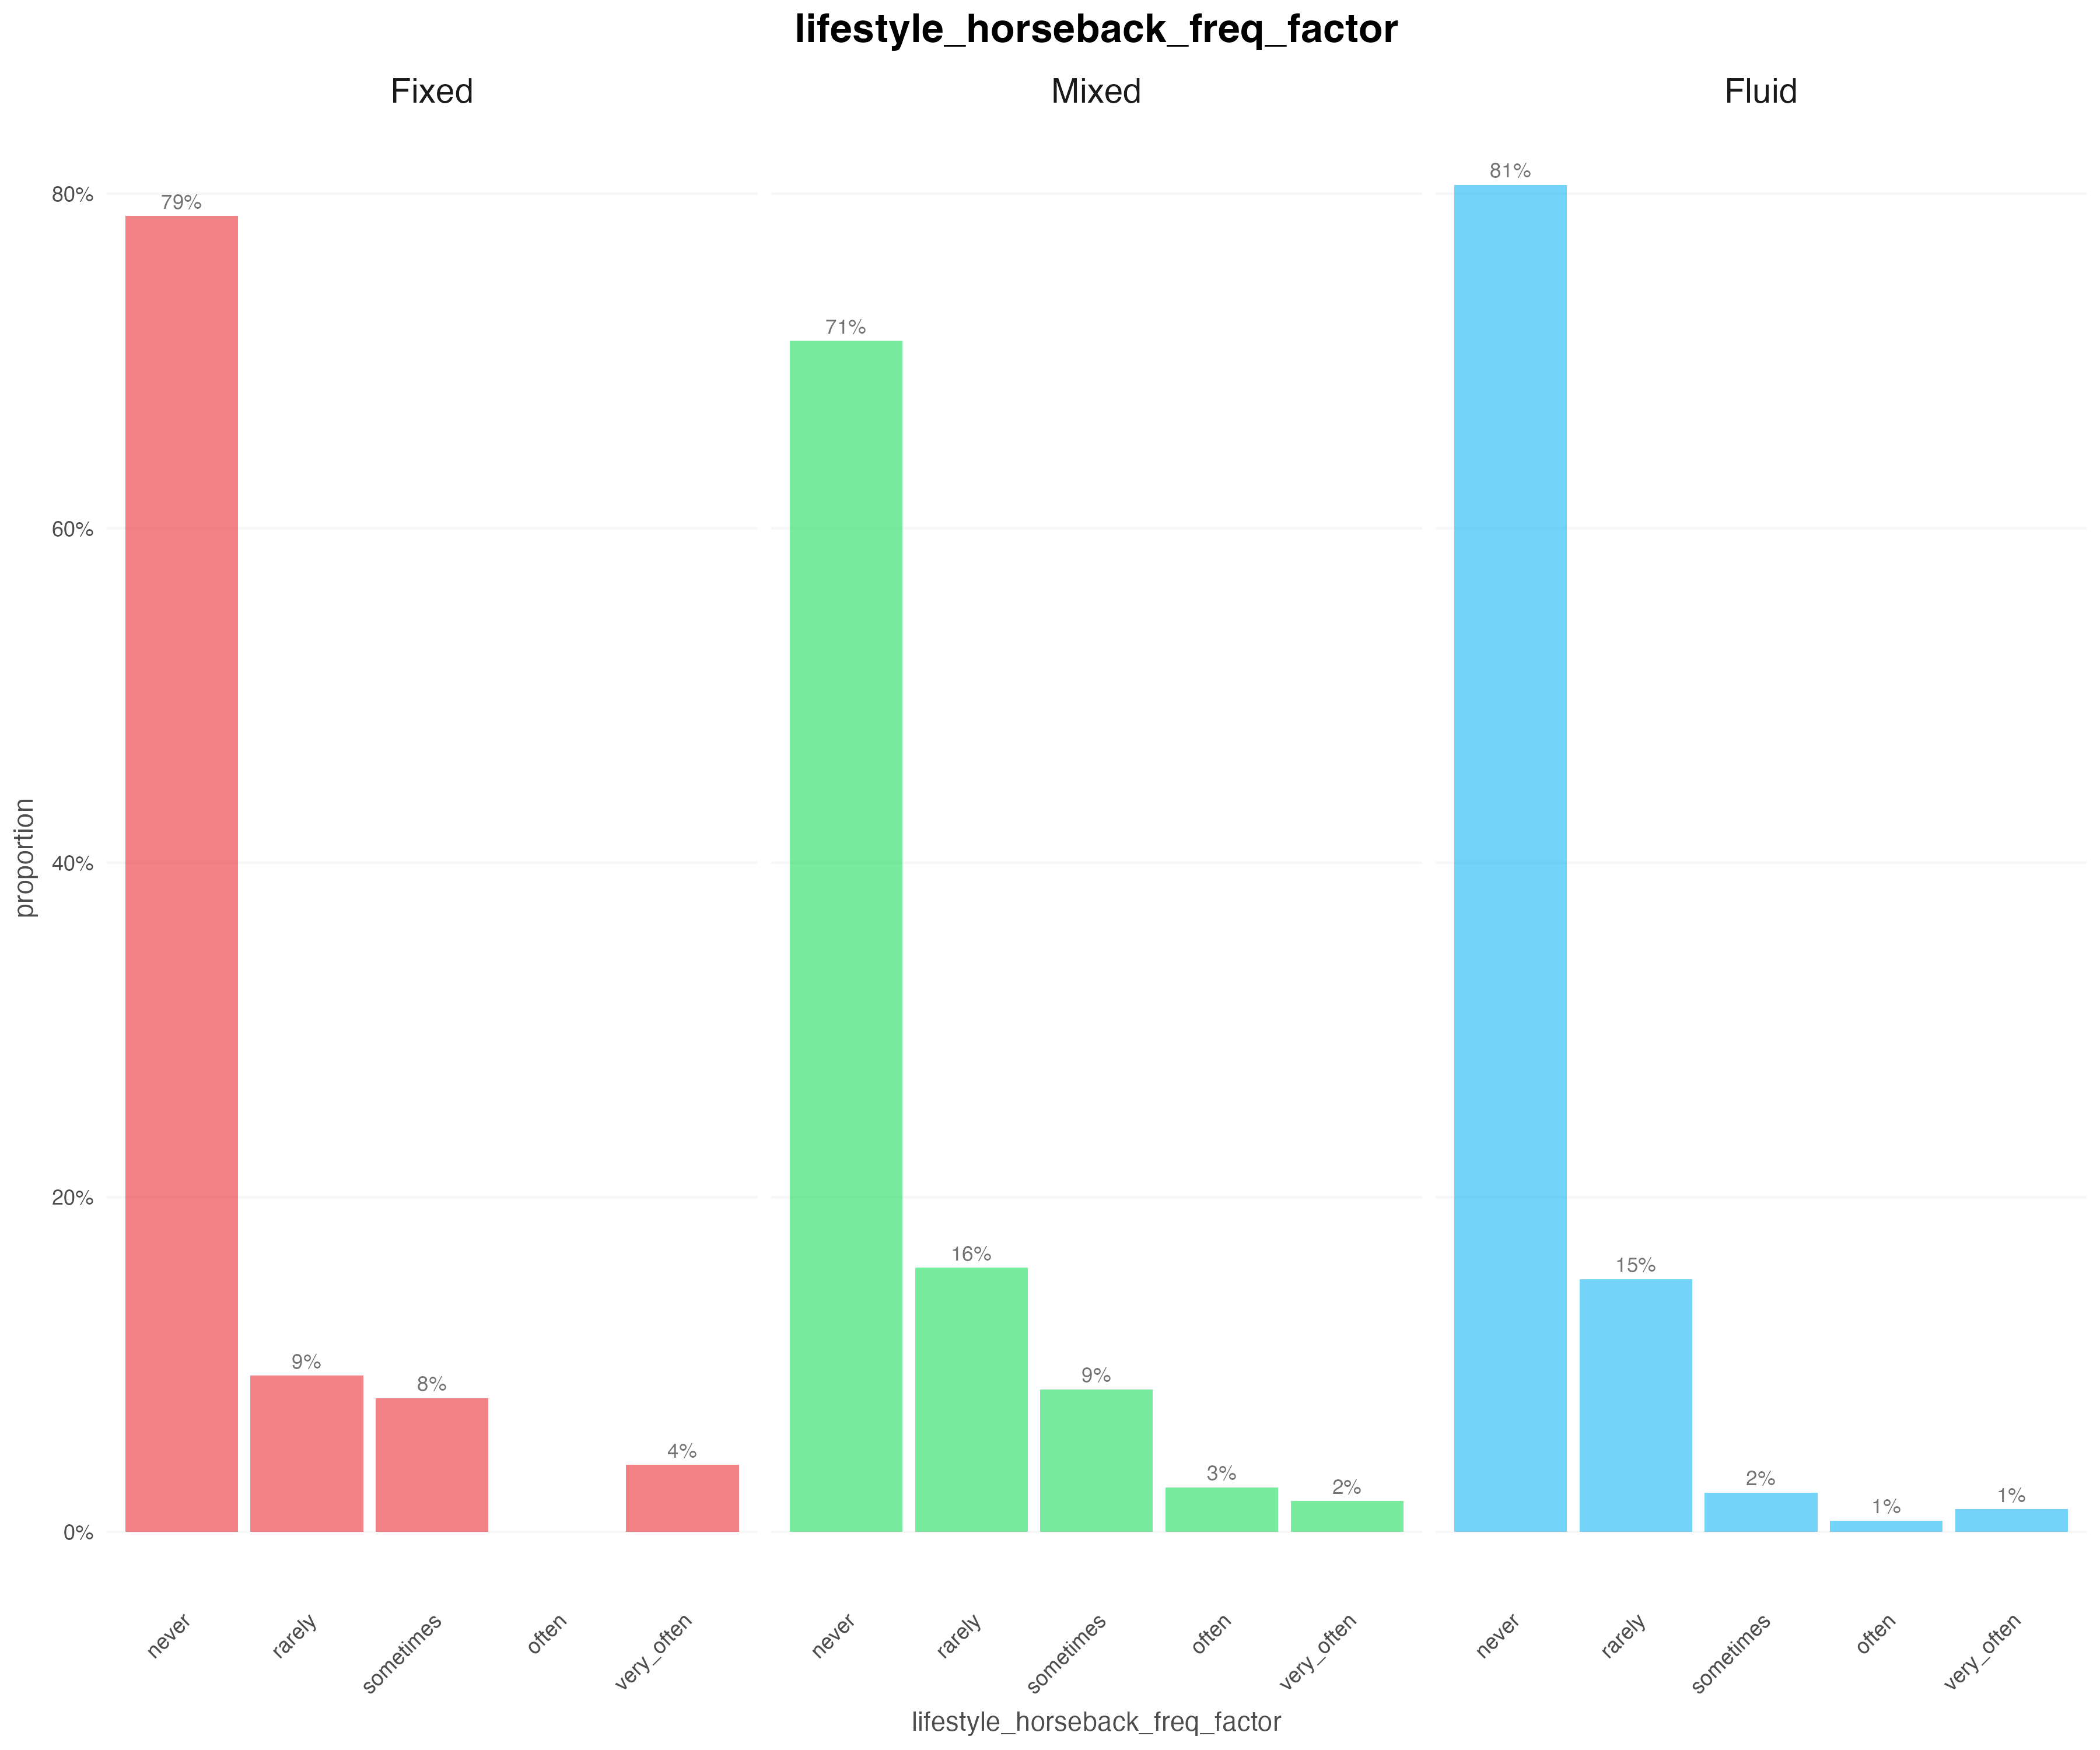 lifestyle_horseback_freq_factor
Fixed
Mixed
Fluid
proportion
80%
60%
40%
20%
0%
79%
9%
8%
4%
71%
16%
9%
3%
2%
81%
15%
2%
1%
1%
never
rarely
sometimes
often
very_often
never
rarely
sometimes
often
very_often
never
rarely
sometimes
often
very_often
lifestyle_horseback_freq_factor